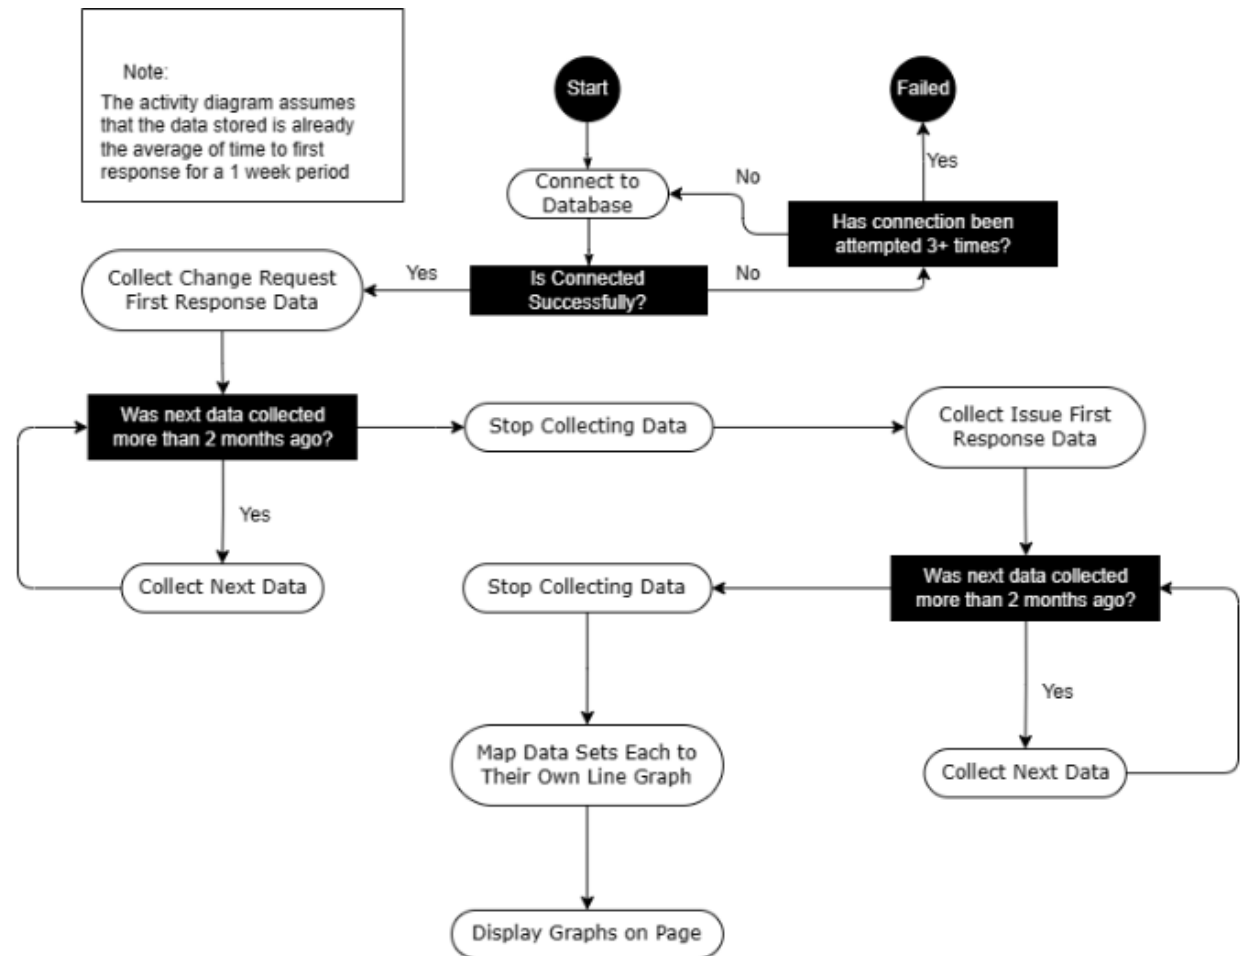 Note:
The activity diagram assumes
that the data stored is already
the average of time to first
response for a 1 week period
Start
Failed
Yes
Connect to
Database
No
Has connection been
attempted 3+ times?
Collect Change Request
First Response Data
Yes
Is Connected
Successfully?
No
Was next data collected
more than 2 months ago?
Stop Collecting Data
Collect Issue First
Response Data
Yes
Collect Next Data
Stop Collecting Data
Was next data collected
more than 2 months ago?
Yes
Map Data Sets Each to
Their Own Line Graph
Collect Next Data
Display Graphs on Page